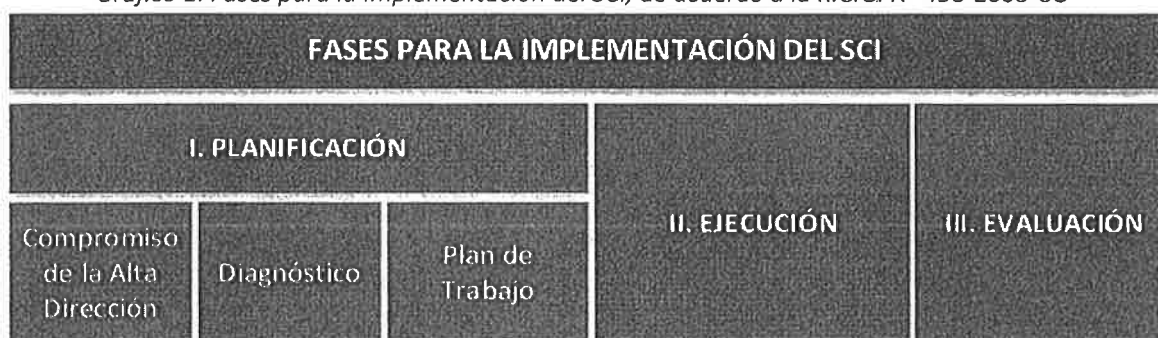 FASES PARA LA IMPLEMENTACIÓN DEL SCI
I. PLANIFICACIÓN
II. EJECUCIÓN
III. EVALUACIÓN
Compromiso
de la Alta
Dirección
Diagnóstico
Plan de
Trabajo